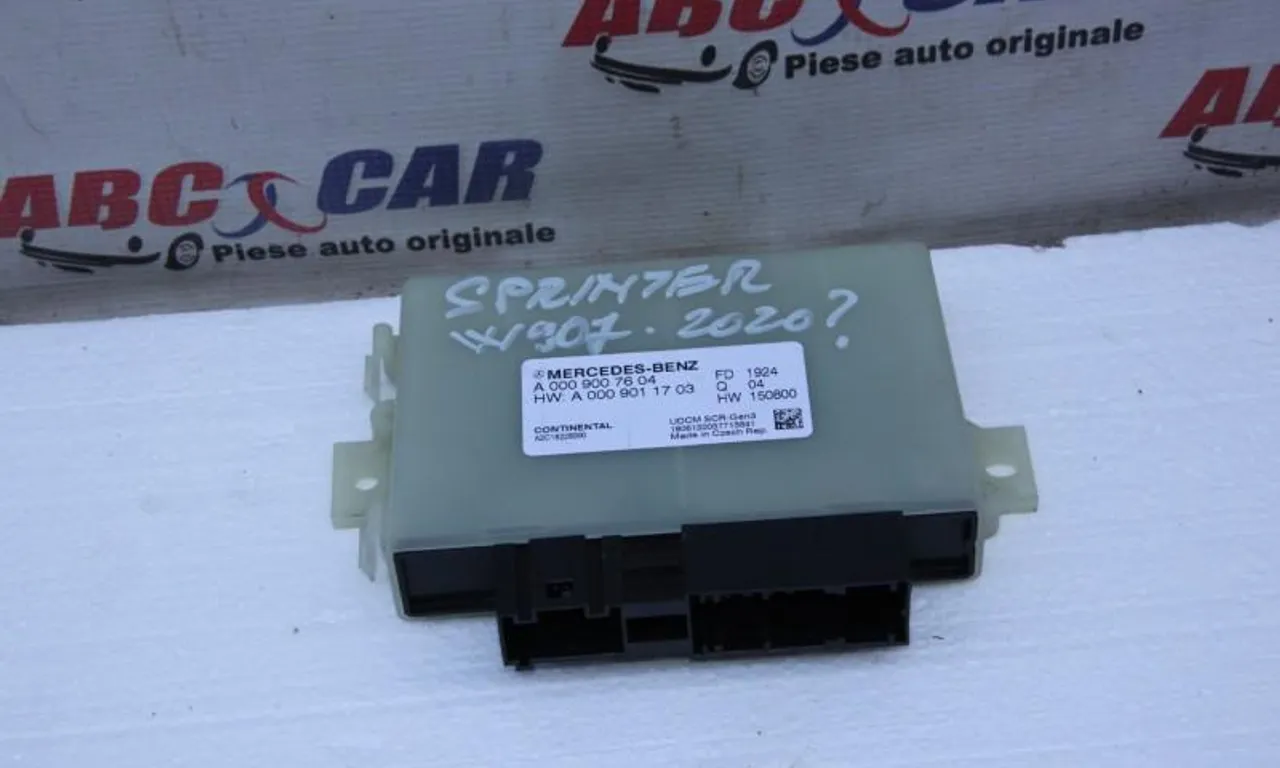 ABC CAR
Piese auto originale
ABC CAR
Piese auto originale
A
SPRINTER
W907. 2020?
MERCEDES-BENZ
A 000 900 76 04
HW: A 000 901 17 03
FD 1924
Q 04
HW 150800
CONTINENTAL
UDCM SCR-Gen3
Made in Czech Rep.